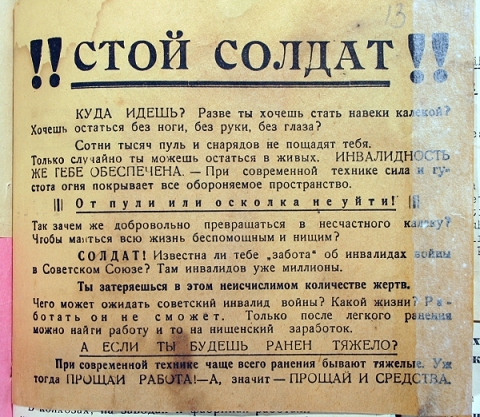 13
!! СТОЙ СОЛДАТ !!
КУДА ИДЕШЬ? Разве ты хочешь стать навеки калекой?
Хочешь остаться без ноги, без руки, без глаза?
Сотни тысяч пуль и снарядов не пощадят тебя.
Только случайно ты можешь остаться в живых. ИНВАЛИДНОСТЬ
ЖЕ ТЕБЕ ОБЕСПЕЧЕНА. — При современной технике сила и гу-
стота огня покрывает все обороняемое пространство.
||| От пули или осколка не уйти! |||
Так зачем же добровольно превращаться в несчастного калеку?
Чтобы маяться всю жизнь беспомощным и нищим?
СОЛДАТ! Известна ли тебе „забота" об инвалидах войны
в Советском Союзе? Там инвалидов уже миллионы.
Ты затеряешься в этом неисчислимом количестве жертв.
Чего может ожидать советский инвалид войны? Какой жизни? Ра-
ботать он не сможет. Только после легкого ранения
можно найти работу и то на нищенский заработок.
А ЕСЛИ ТЫ БУДЕШЬ РАНЕН ТЯЖЕЛО?
При современной технике чаще всего ранения бывают тяжелые. Уж
тогда ПРОЩАЙ РАБОТА!—А, значит — ПРОЩАЙ И СРЕДСТВА.